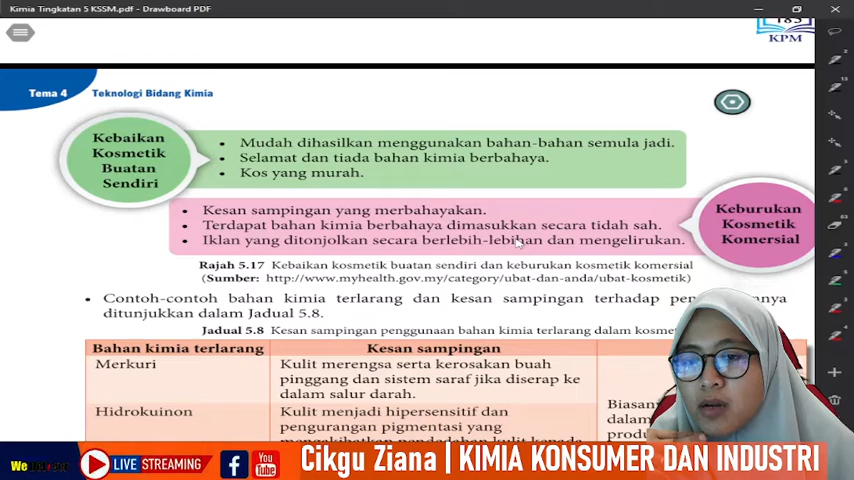 Kimia Tingkatan 5 KSSM.pdf - Drawboard PDF
185
KPM
Tema 4
Teknologi Bidang Kimia
Kebaikan
Kosmetik
Buatan
Sendiri
• Mudah dihasilkan menggunakan bahan-bahan semula jadi.
• Selamat dan tiada bahan kimia berbahaya.
• Kos yang murah.
• Kesan sampingan yang merbahayakan.
• Terdapat bahan kimia berbahaya dimasukkan secara tidah sah.
• Iklan yang ditonjolkan secara berlebih-lebihan dan mengelirukan.
Keburukan
Kosmetik
Komersial
Rajah 5.17 Kebaikan kosmetik buatan sendiri dan keburukan kosmetik komersial
(Sumber: http://www.myhealth.gov.my/category/ubat-dan-anda/ubat-kosmetik)
• Contoh-contoh bahan kimia terlarang dan kesan sampingan terhadap
ditunjukkan dalam Jadual 5.8.
Jadual 5.8 Kesan sampingan penggunaan bahan kimia terlarang dalam
Bahan kimia terlarang
Kesan sampingan
Merkuri
Kulit merengsa serta kerosakan buah
pinggang dan sistem saraf jika diserap ke
dalam salur darah.
Hidrokuinon
Kulit menjadi hipersensitif dan
pengurangan pigmentasi yang
LIVE STREAMING
You
Tube
Cikgu Ziana | KIMIA KONSUMER DAN INDUSTRI